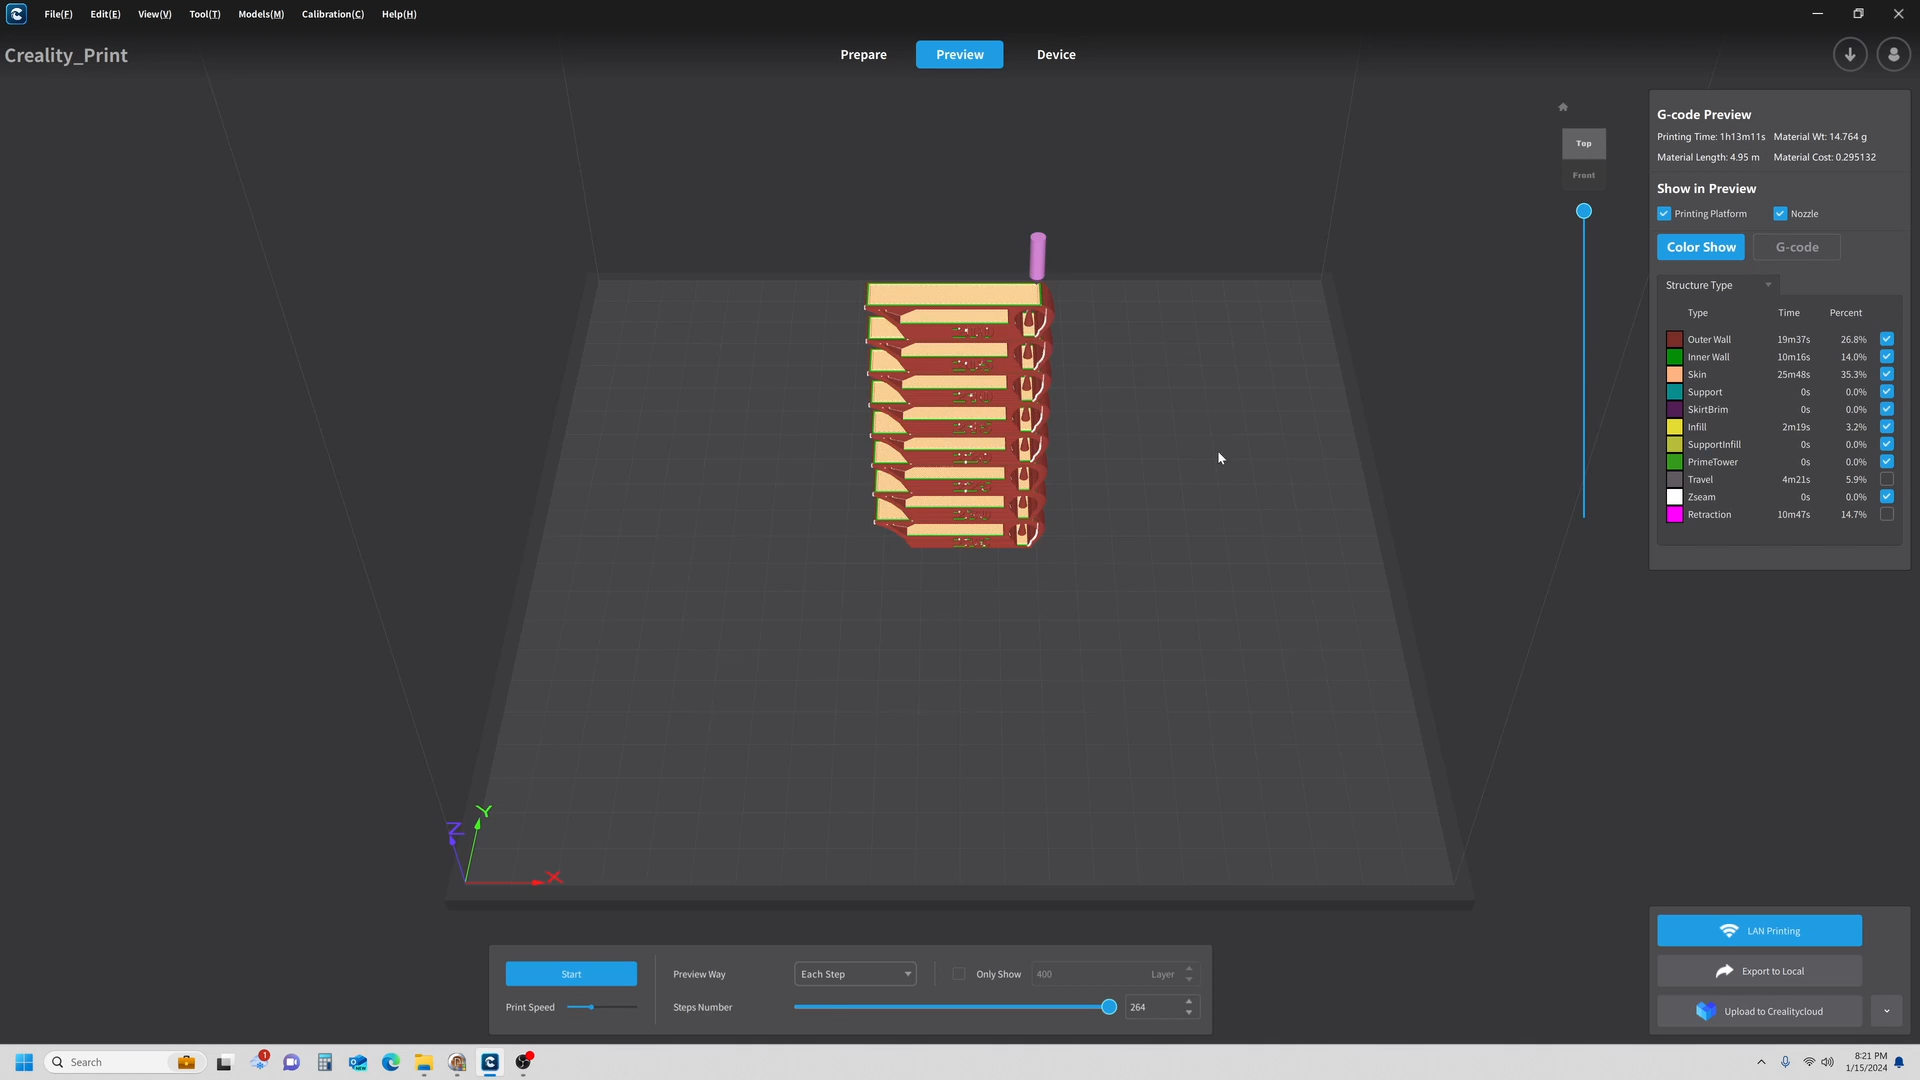 File(F) Edit(E) View(V) Tool(T) Models(M) Calibration(C) Help(H)
Creality_Print
Prepare Preview Device
Top
Front
G-code Preview
Printing Time: 1h13m11s Material Wt: 14.764 g
Material Length: 4.95 m Material Cost: 0.295132
Show in Preview
Printing Platform Nozzle
Color Show G-code
Structure Type
Type Time Percent
Outer Wall 19m37s 26.8%
Inner Wall 10m16s 14.0%
Skin 25m48s 35.3%
Support 0s 0.0%
SkirtBrim 0s 0.0%
Infill 2m19s 3.2%
SupportInfill 0s 0.0%
PrimeTower 0s 0.0%
Travel 4m21s 5.9%
Zseam 0s 0.0%
Retraction 10m47s 14.7%
Y
Z
X
LAN Printing
Export to Local
Upload to Crealitycloud
Start Preview Way Each Step Only Show 400 Layer
Print Speed Steps Number 264
Search
1
NEW
8:21 PM
1/15/2024